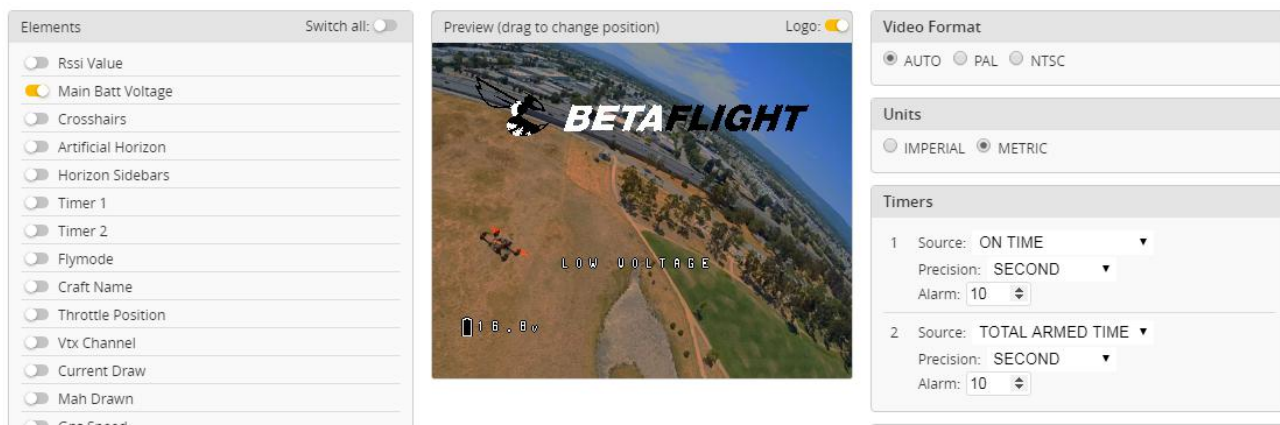 Elements
Switch all:
Rssi Value
Main Batt Voltage
Crosshairs
Artificial Horizon
Horizon Sidebars
Timer 1
Timer 2
Flymode
Craft Name
Throttle Position
Vtx Channel
Current Draw
Mah Drawn
Preview (drag to change position)
Logo:
BETAFLIGHT
LOW VOLTAGE
16.8v
Video Format
AUTO PAL NTSC
Units
IMPERIAL METRIC
Timers
1 Source: ON TIME
Precision: SECOND
Alarm: 10
2 Source: TOTAL ARMED TIME
Precision: SECOND
Alarm: 10